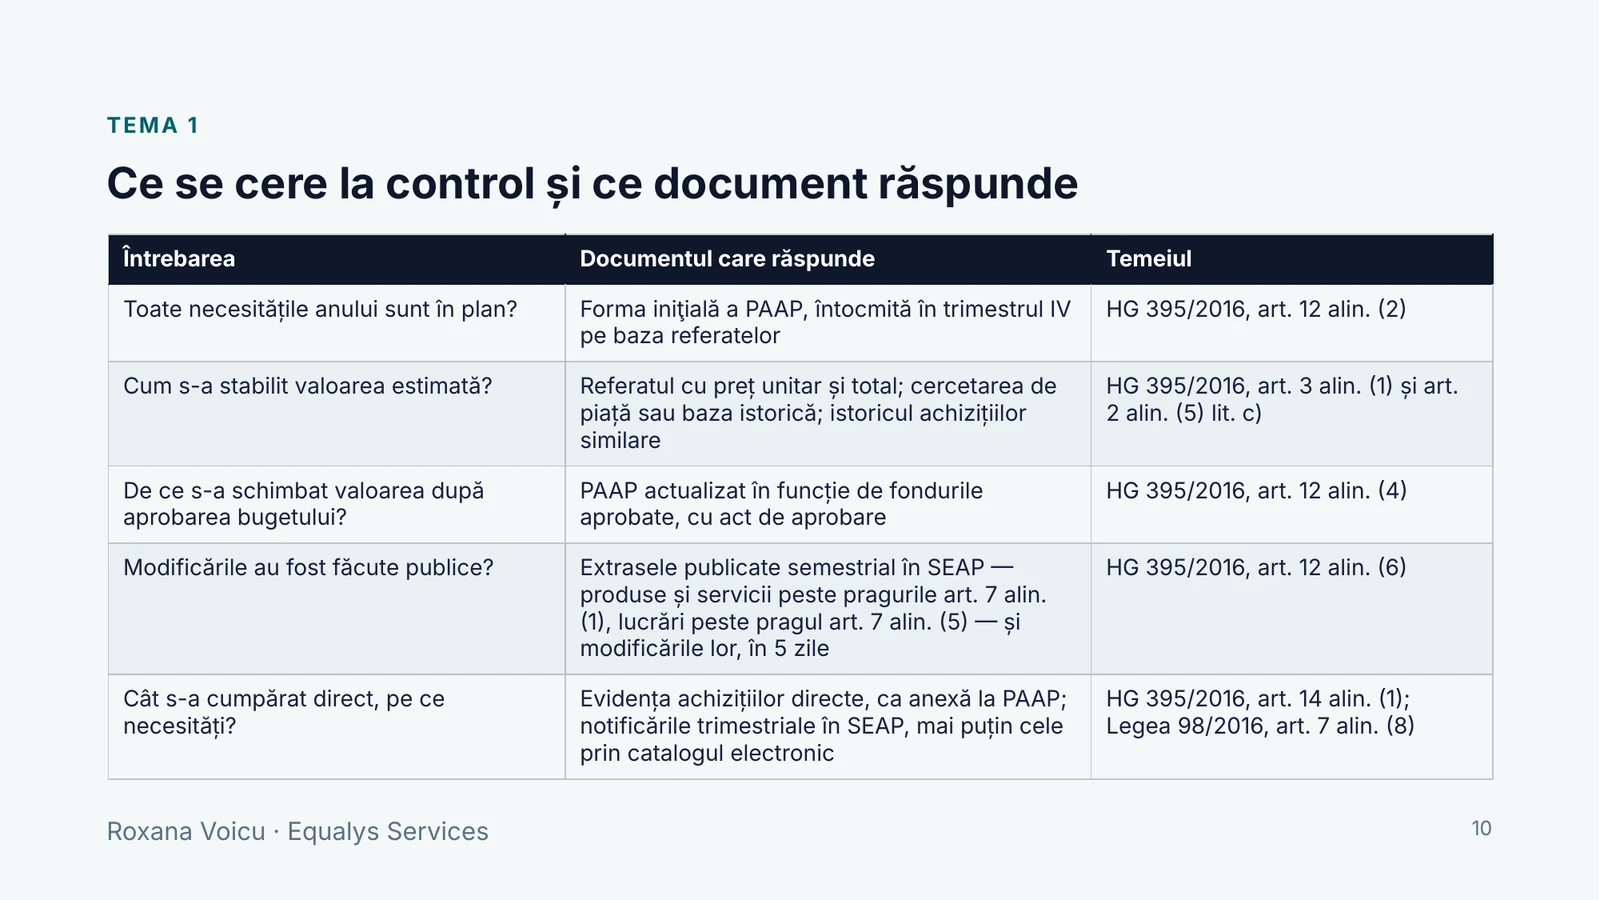 TEMA 1
Ce se cere la control și ce document răspunde
Întrebarea
Documentul care răspunde
Temeiul
Toate necesitățile anului sunt în plan?
Forma iniţială a PAAP, întocmită în trimestrul IV
pe baza referatelor
HG 395/2016, art. 12 alin. (2)
Cum s-a stabilit valoarea estimată?
Referatul cu preț unitar și total; cercetarea de
piață sau baza istorică; istoricul achizițiilor
similare
HG 395/2016, art. 3 alin. (1) și art.
2 alin. (5) lit. c)
De ce s-a schimbat valoarea după
aprobarea bugetului?
PAAP actualizat în funcție de fondurile
aprobate, cu act de aprobare
HG 395/2016, art. 12 alin. (4)
Modificările au fost făcute publice?
Extrasele publicate semestrial în SEAP —
produse și servicii peste pragurile art. 7 alin.
(1), lucrări peste pragul art. 7 alin. (5) — și
modificările lor, în 5 zile
HG 395/2016, art. 12 alin. (6)
Cât s-a cumpărat direct, pe ce
necesități?
Evidența achizițiilor directe, ca anexă la PAAP;
notificările trimestriale în SEAP, mai puțin cele
prin catalogul electronic
HG 395/2016, art. 14 alin. (1);
Legea 98/2016, art. 7 alin. (8)
Roxana Voicu · Equalys Services
10